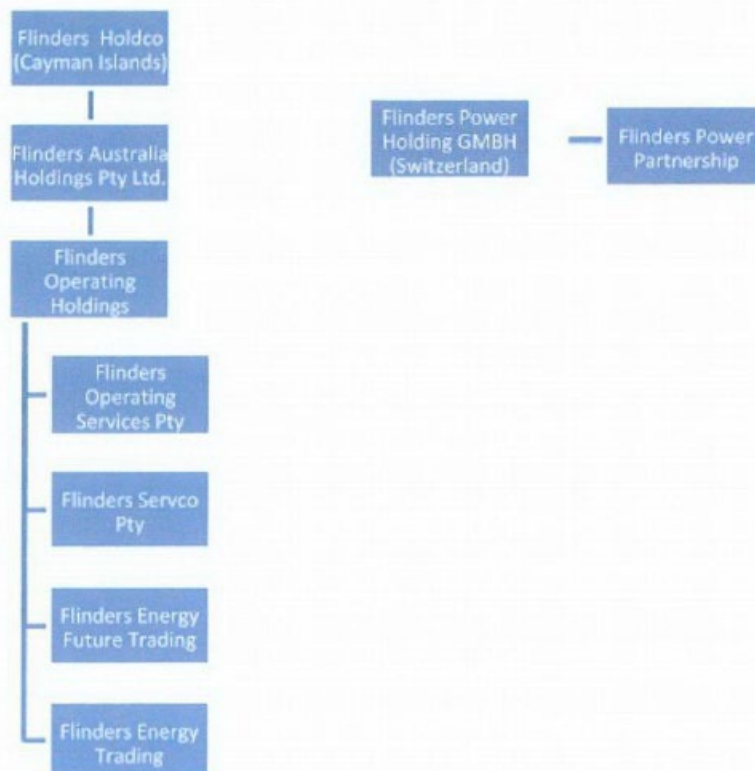 Flinders Holdco
(Cayman Islands)
Flinders Australia
Holdings Pty Ltd.
Flinders
Operating
Holdings
Flinders
Operating
Services Pty
Flinders Servco
Pty
Flinders Energy
Future Trading
Flinders Energy
Trading
Flinders Power
Holding GMBH
(Switzerland)
Flinders Power
Partnership